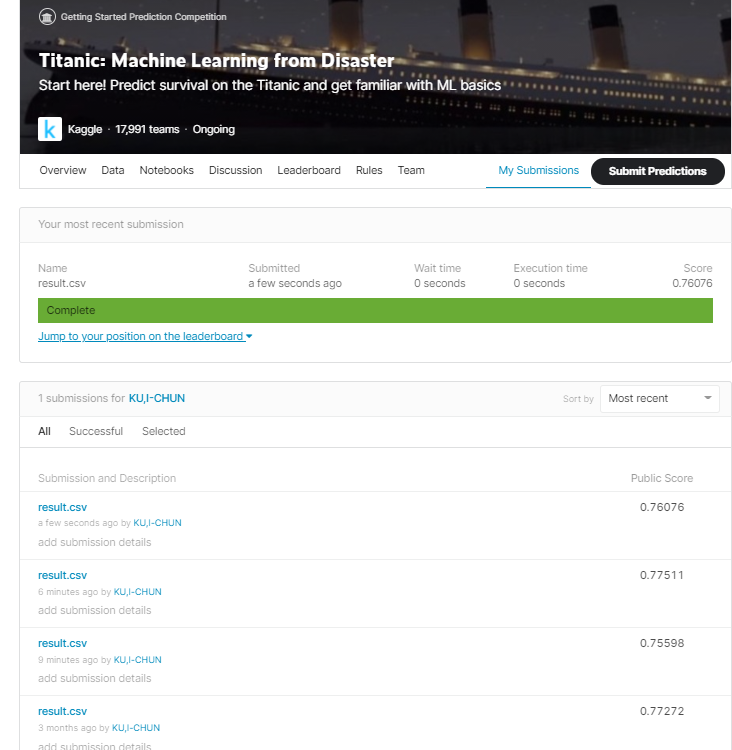 Getting Started Prediction Competition
Titanic: Machine Learning from Disaster
Start here! Predict survival on the Titanic and get familiar with ML basics
k Kaggle · 17,991 teams · Ongoing
Overview Data Notebooks Discussion Leaderboard Rules Team My Submissions Submit Predictions
Your most recent submission
Name Submitted Wait time Execution time Score
result.csv a few seconds ago 0 seconds 0 seconds 0.76076
Complete
Jump to your position on the leaderboard
1 submissions for KU,I-CHUN Sort by Most recent
All Successful Selected
Submission and Description Public Score
result.csv 0.76076
a few seconds ago by KU,I-CHUN
add submission details
result.csv 0.77511
6 minutes ago by KU,I-CHUN
add submission details
result.csv 0.75598
9 minutes ago by KU,I-CHUN
add submission details
result.csv 0.77272
3 months ago by KU,I-CHUN
add submission details